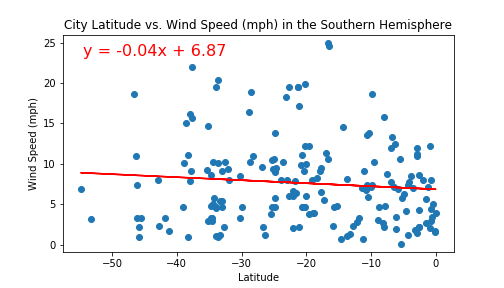 City Latitude vs. Wind Speed (mph) in the Southern Hemisphere
y = -0.04x + 6.87
25
20
15
10
5
0
Wind Speed (mph)
−50 −40 −30 −20 −10 0
Latitude